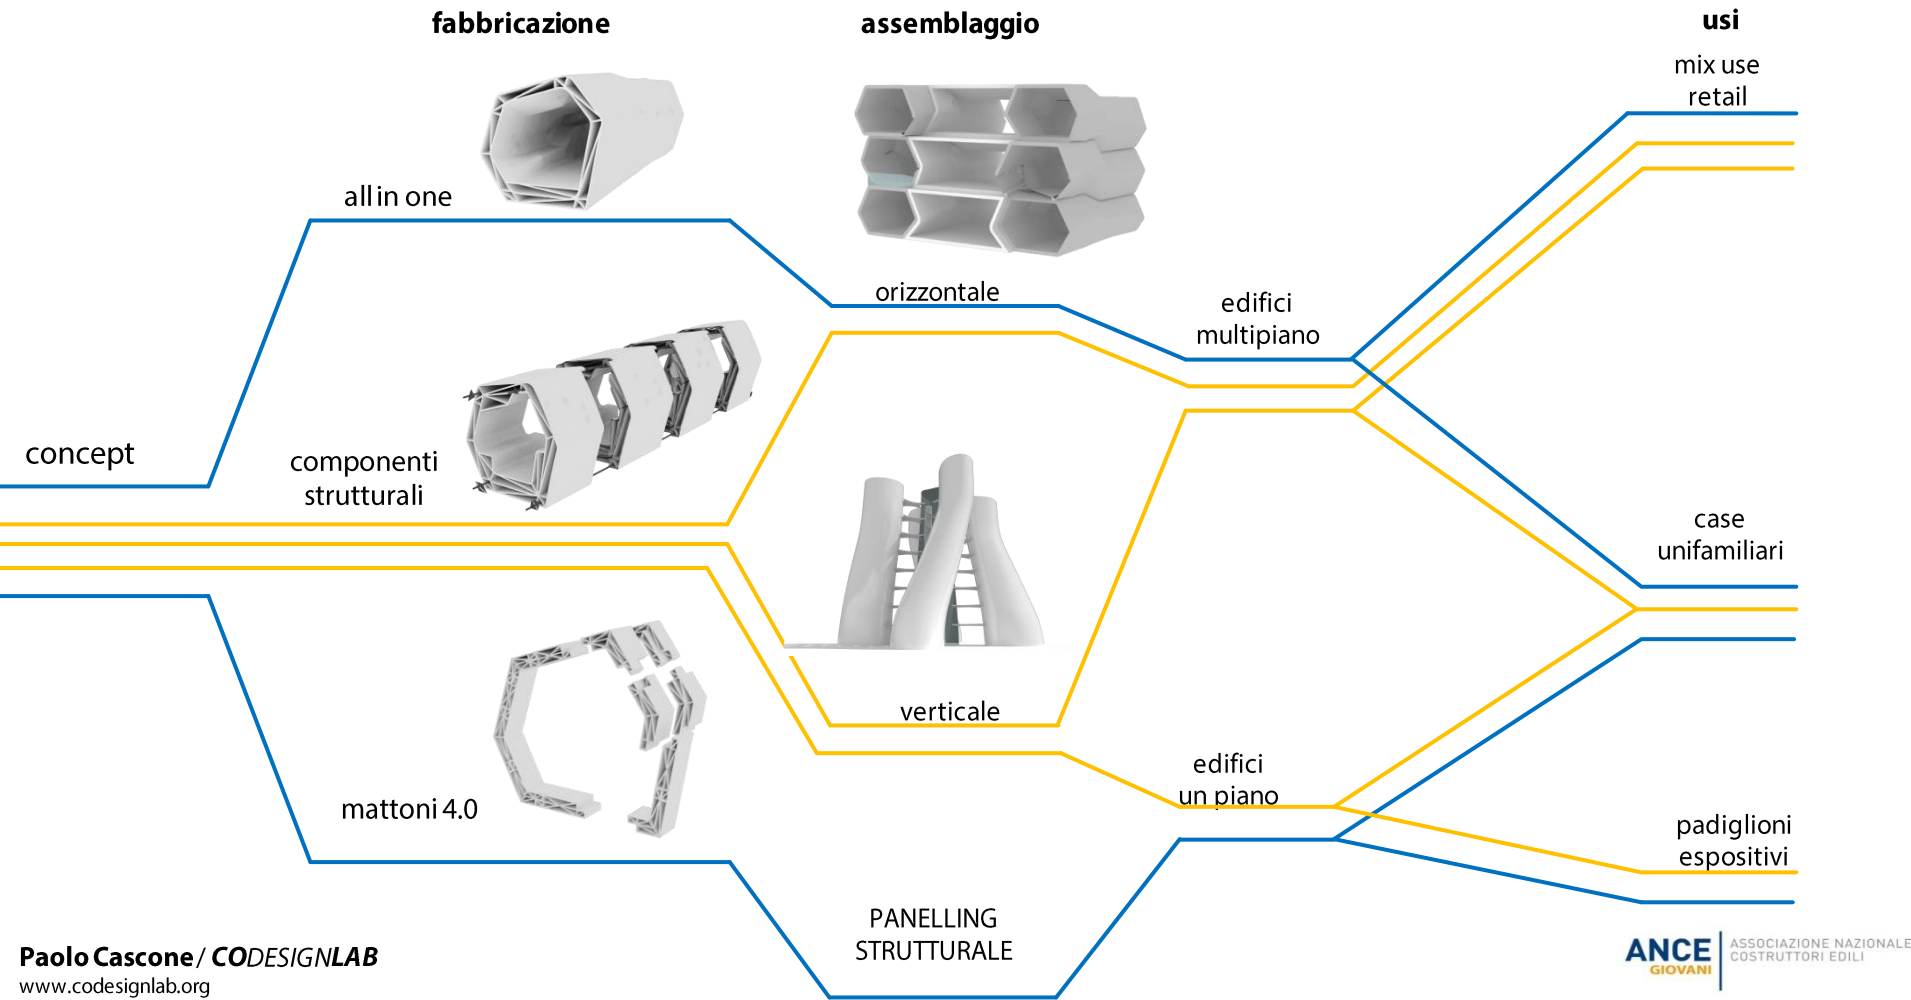 fabbricazione
assemblaggio
usi
mix use
retail
all in one
orizzontale
edifici
multipiano
concept
componenti
strutturali
case
unifamiliari
verticale
edifici
un piano
mattoni 4.0
padiglioni
espositivi
PANELLING
STRUTTURALE
Paolo Cascone / CODESIGNLAB
www.codesignlab.org
ANCE
GIOVANI
ASSOCIAZIONE NAZIONALE
COSTRUTTORI EDILI